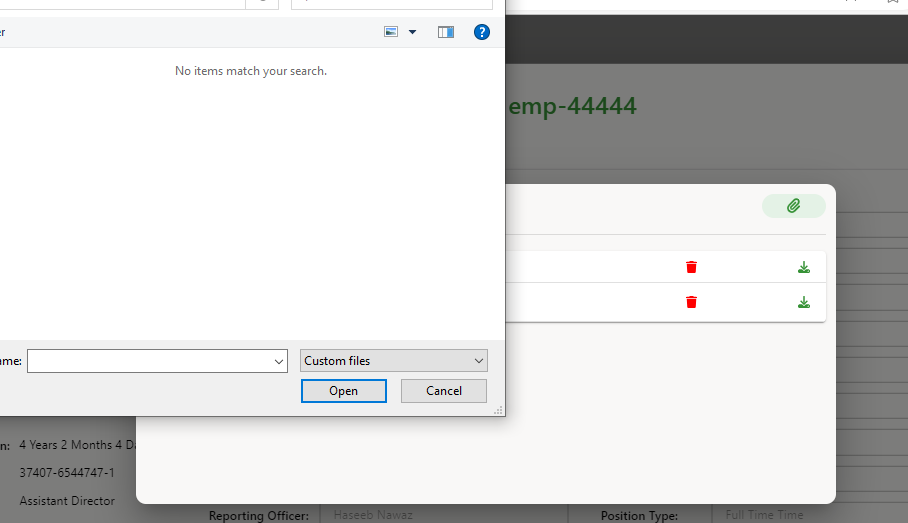 er
No items match your search.
emp-44444
ame:
Custom files
Open
Cancel
n: 4 Years 2 Months 4 Da
37407-6544747-1
Assistant Director
Reporting Officer: Haseeb Nawaz Position Type: Full Time Time